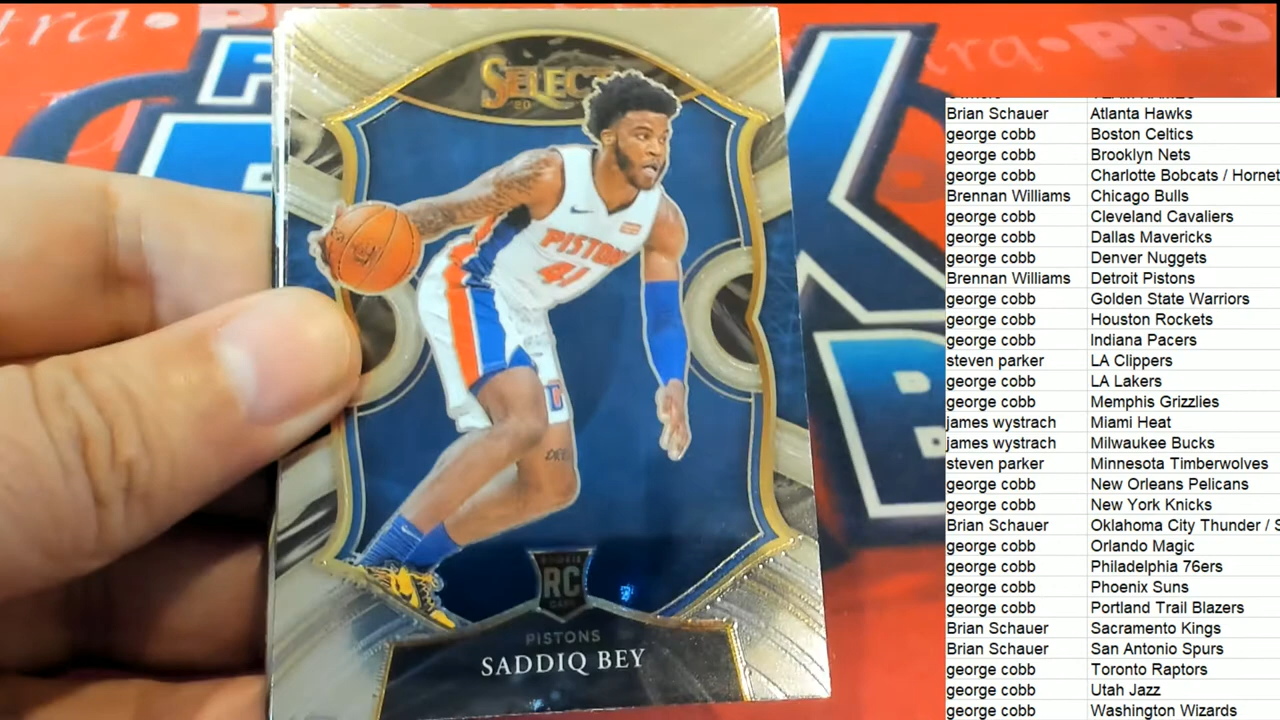 SELECT
20
PISTONS
41
RC
PISTONS
SADDIQ BEY
PRO
Brian Schauer Atlanta Hawks
george cobb Boston Celtics
george cobb Brooklyn Nets
george cobb Charlotte Bobcats / Hornet
Brennan Williams Chicago Bulls
george cobb Cleveland Cavaliers
george cobb Dallas Mavericks
george cobb Denver Nuggets
Brennan Williams Detroit Pistons
george cobb Golden State Warriors
george cobb Houston Rockets
george cobb Indiana Pacers
steven parker LA Clippers
george cobb LA Lakers
george cobb Memphis Grizzlies
james wystrach Miami Heat
james wystrach Milwaukee Bucks
steven parker Minnesota Timberwolves
george cobb New Orleans Pelicans
george cobb New York Knicks
Brian Schauer Oklahoma City Thunder / S
george cobb Orlando Magic
george cobb Philadelphia 76ers
george cobb Phoenix Suns
george cobb Portland Trail Blazers
Brian Schauer Sacramento Kings
Brian Schauer San Antonio Spurs
george cobb Toronto Raptors
george cobb Utah Jazz
george cobb Washington Wizards